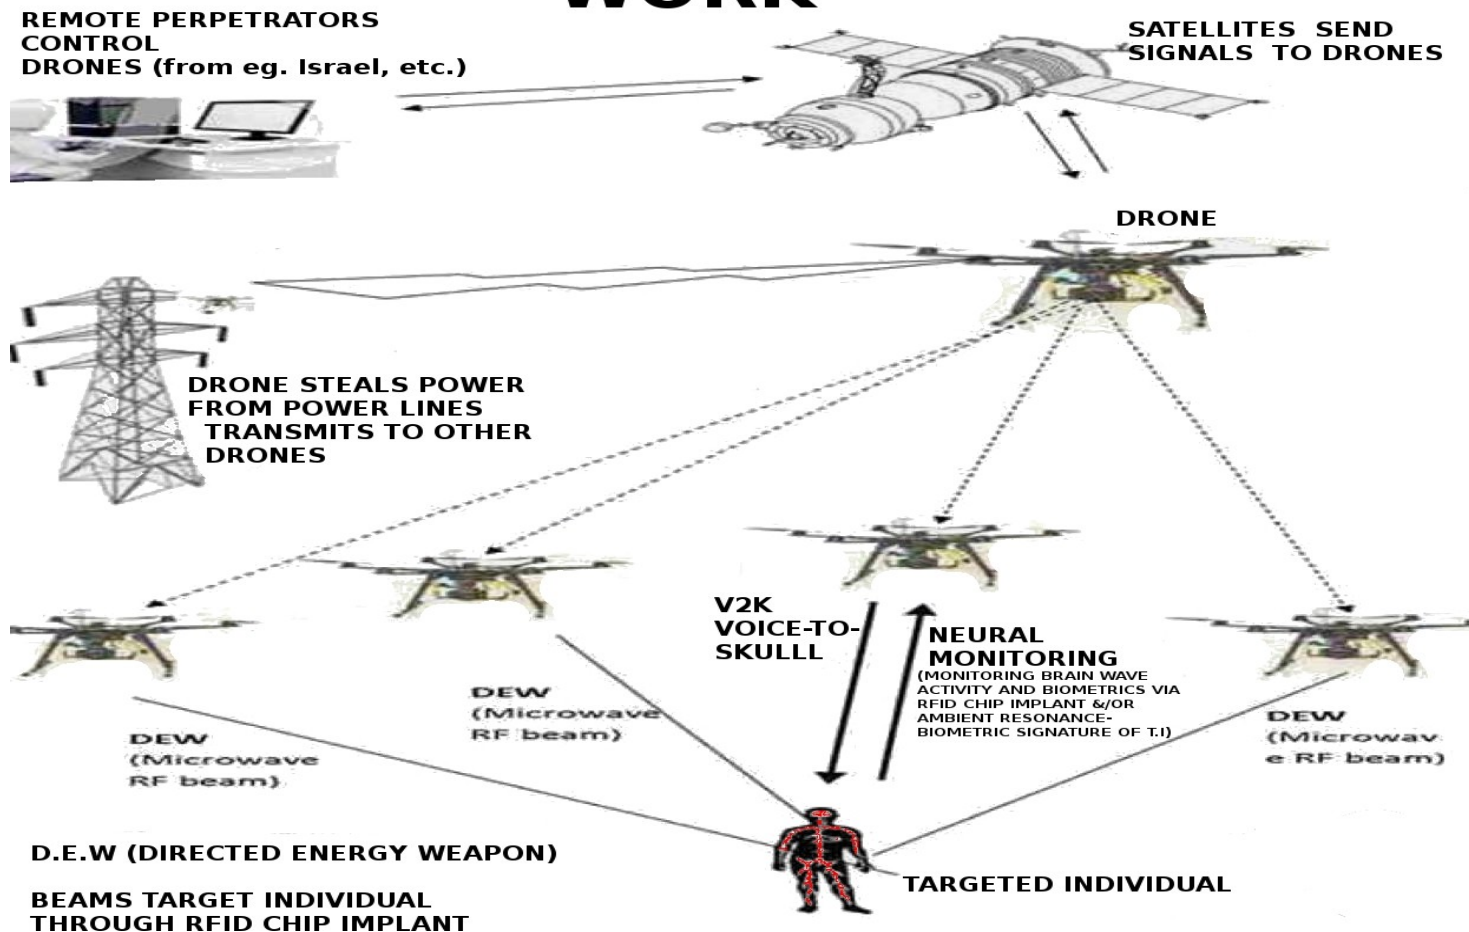 WORK
REMOTE PERPETRATORS
CONTROL
DRONES (from eg. Israel, etc.)
SATELLITES SEND
SIGNALS TO DRONES
DRONE
DRONE STEALS POWER
FROM POWER LINES
TRANSMITS TO OTHER
DRONES
V2K
VOICE-TO-
SKULLL
NEURAL
MONITORING
(MONITORING BRAIN WAVE
ACTIVITY AND BIOMETRICS VIA
RFID CHIP IMPLANT &/OR
AMBIENT RESONANCE-
BIOMETRIC SIGNATURE OF T.I)
DEW
(Microwave
RF beam)
DEW
(Microwave
RF beam)
DEW
(Microwav
e RF beam)
D.E.W (DIRECTED ENERGY WEAPON)
BEAMS TARGET INDIVIDUAL
THROUGH RFID CHIP IMPLANT
TARGETED INDIVIDUAL